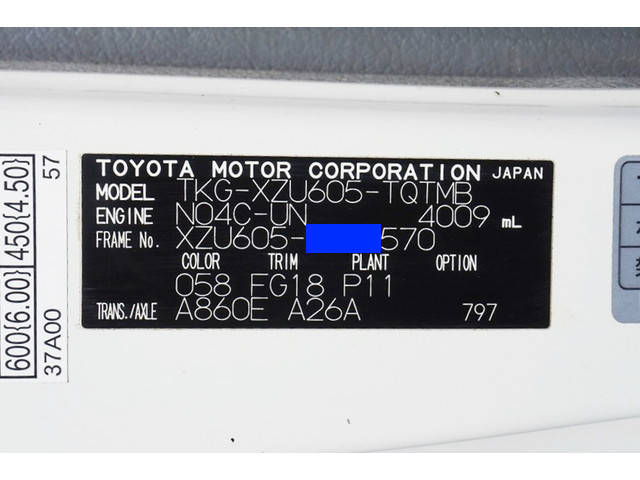 TOYOTA MOTOR CORPORATION JAPAN
MODEL TKG-XZU605-TQTMB
ENGINE N04C-UN 4009 mL
FRAME No. XZU605- 570
COLOR TRIM PLANT OPTION
058 FG18 P11
TRANS./AXLE A860E A26A 797
600{6.00} 450{4.50}
37A00 57